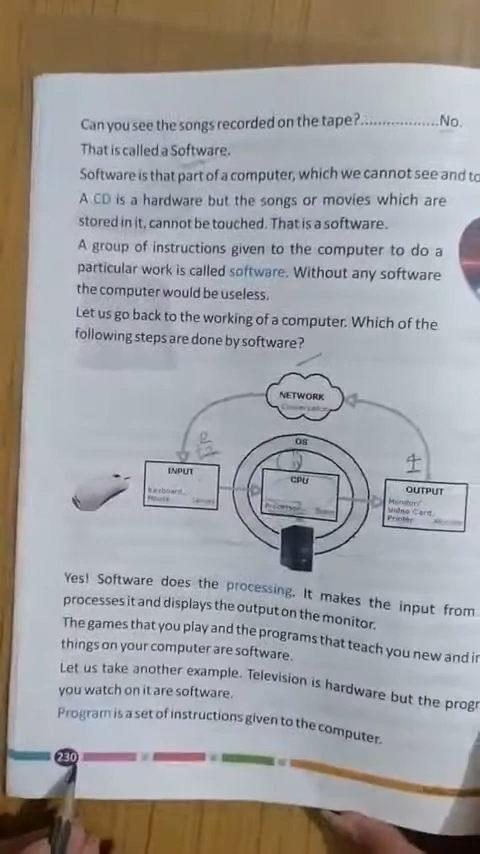 Can you see the songs recorded on the tape?..................No.
That is called a Software.
Software is that part of a computer, which we cannot see and to
A CD is a hardware but the songs or movies which are
stored in it, cannot be touched. That is a software.
A group of instructions given to the computer to do a
particular work is called software. Without any software
the computer would be useless.
Let us go back to the working of a computer. Which of the
following steps are done by software?
NETWORK
OS
INPUT
Keyboard,
Mouse
CPU
Processor
OUTPUT
Monitor/
Video Card,
Printer
Yes! Software does the processing. It makes the input from
processes it and displays the output on the monitor.
The games that you play and the programs that teach you new and in
things on your computer are software.
Let us take another example. Television is hardware but the progr
you watch on it are software.
Program is a set of instructions given to the computer.
230